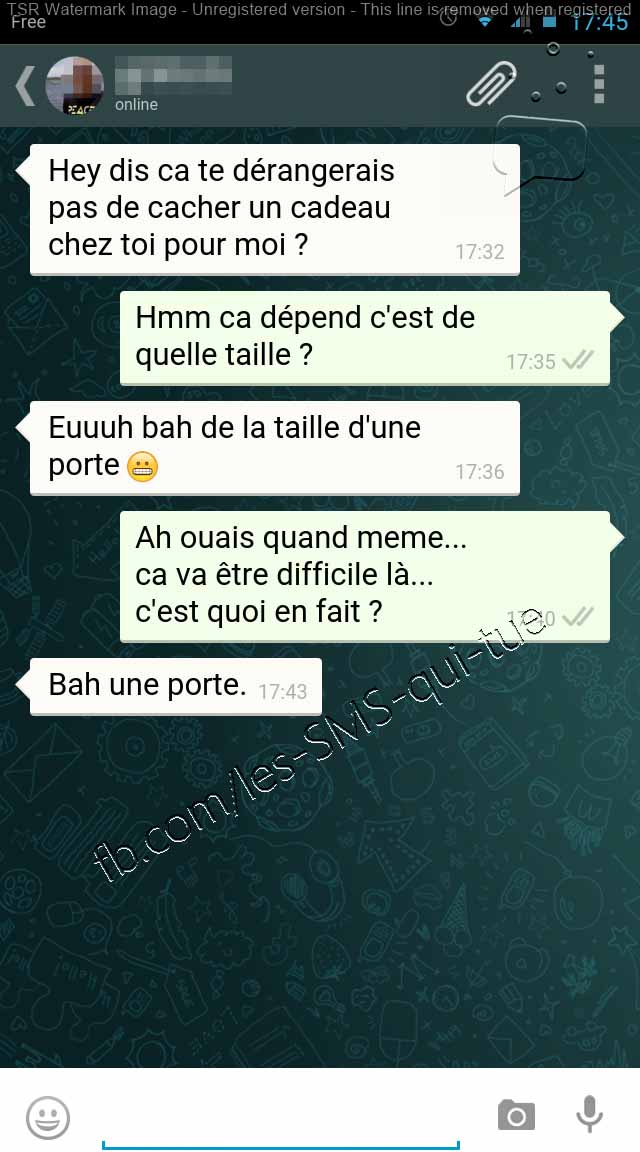 TSR Watermark Image - Unregistered version - This line is removed when registered
Free
17:45
online
Hey dis ca te dérangerais
pas de cacher un cadeau
chez toi pour moi ?
17:32
Hmm ca dépend c'est de
quelle taille ?
17:35
Euuuh bah de la taille d'une
porte 😬
17:36
Ah ouais quand meme...
ca va être difficile là...
c'est quoi en fait ?
17:40
Bah une porte.
17:43
fb.com/les-SMS-qui-tue
PEACE